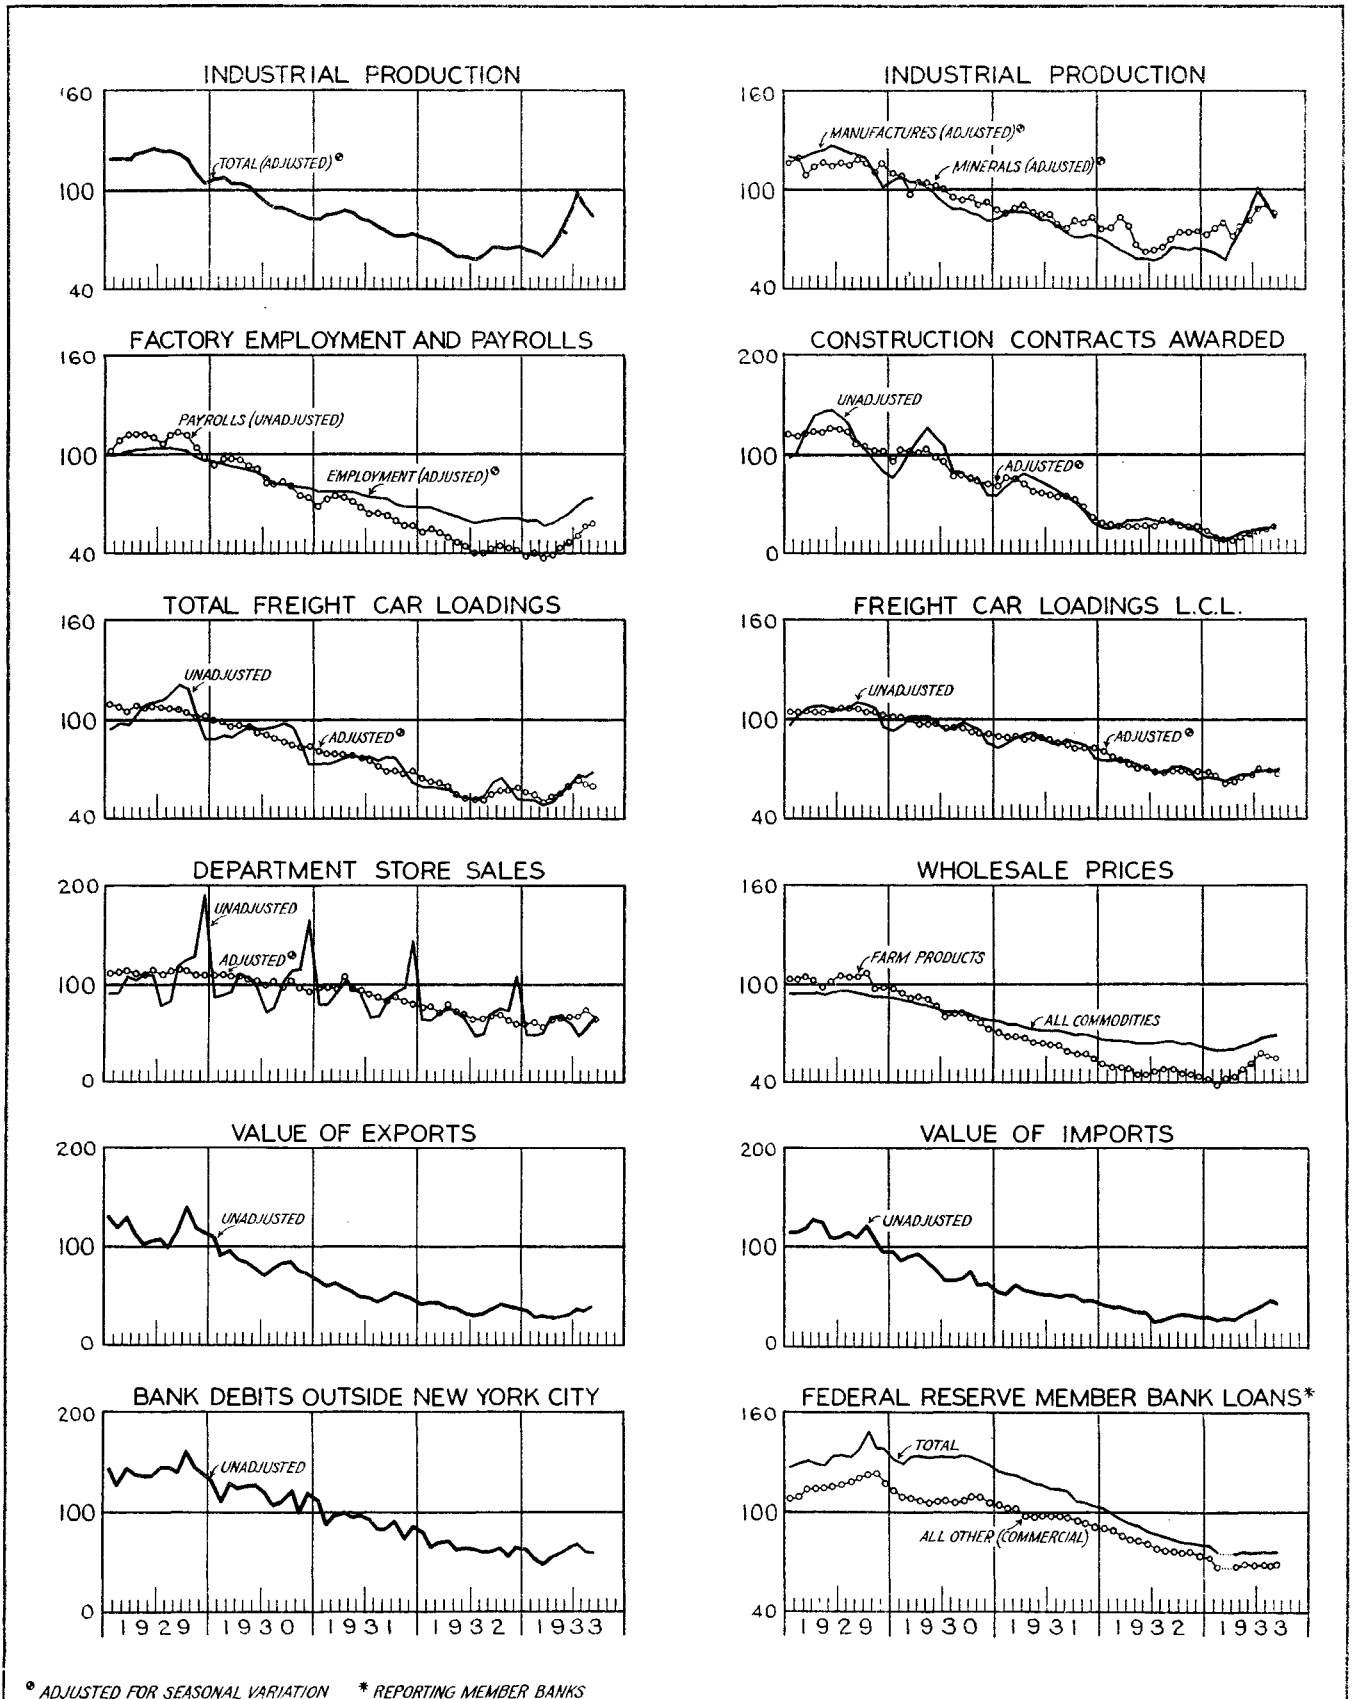 INDUSTRIAL PRODUCTION
160
100
40
TOTAL (ADJUSTED)
INDUSTRIAL PRODUCTION
160
100
40
MANUFACTURES (ADJUSTED)
MINERALS (ADJUSTED)
FACTORY EMPLOYMENT AND PAYROLLS
160
100
40
PAYROLLS (UNADJUSTED)
EMPLOYMENT (ADJUSTED)
CONSTRUCTION CONTRACTS AWARDED
200
100
0
UNADJUSTED
ADJUSTED
TOTAL FREIGHT CAR LOADINGS
160
100
40
UNADJUSTED
ADJUSTED
FREIGHT CAR LOADINGS L.C.L.
160
100
40
UNADJUSTED
ADJUSTED
DEPARTMENT STORE SALES
200
100
0
UNADJUSTED
ADJUSTED
WHOLESALE PRICES
160
100
40
FARM PRODUCTS
ALL COMMODITIES
VALUE OF EXPORTS
200
100
0
UNADJUSTED
VALUE OF IMPORTS
200
100
0
UNADJUSTED
BANK DEBITS OUTSIDE NEW YORK CITY
200
100
0
UNADJUSTED
1929 1930 1931 1932 1933
FEDERAL RESERVE MEMBER BANK LOANS*
160
100
40
TOTAL
ALL OTHER (COMMERCIAL)
1929 1930 1931 1932 1933
ADJUSTED FOR SEASONAL VARIATION * REPORTING MEMBER BANKS